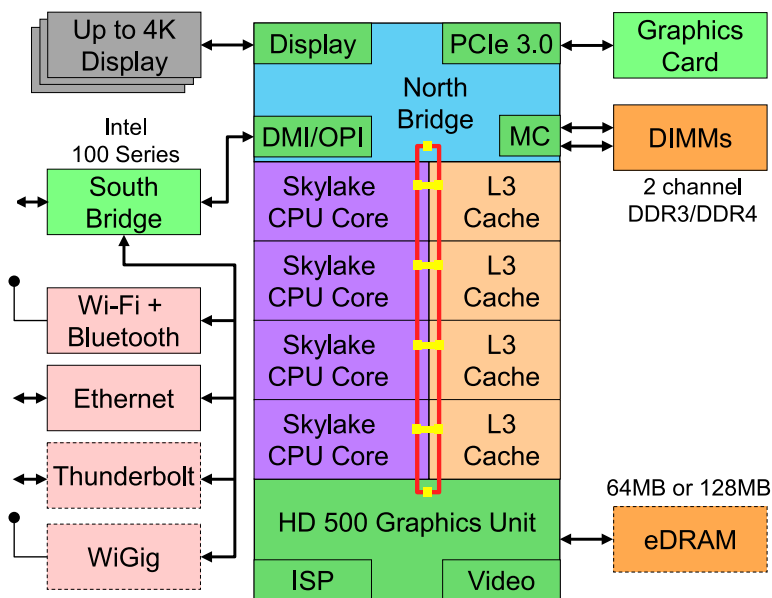 Up to 4K
Display
Display
PCIe 3.0
Graphics
Card
North
Bridge
Intel
100 Series
DMI/OPI
MC
DIMMs
2 channel
DDR3/DDR4
South
Bridge
Skylake
CPU Core
L3
Cache
Skylake
CPU Core
L3
Cache
Wi-Fi +
Bluetooth
Skylake
CPU Core
L3
Cache
Ethernet
Skylake
CPU Core
L3
Cache
Thunderbolt
64MB or 128MB
HD 500 Graphics Unit
eDRAM
WiGig
ISP
Video